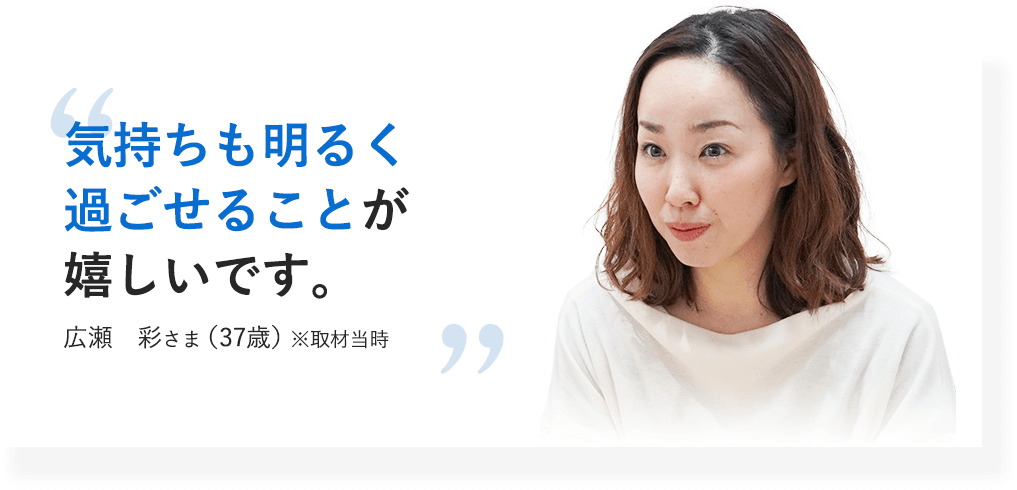 “
気持ちも明るく
過ごせることが
嬉しいです。
広瀬　彩さま（37歳）※取材当時
”